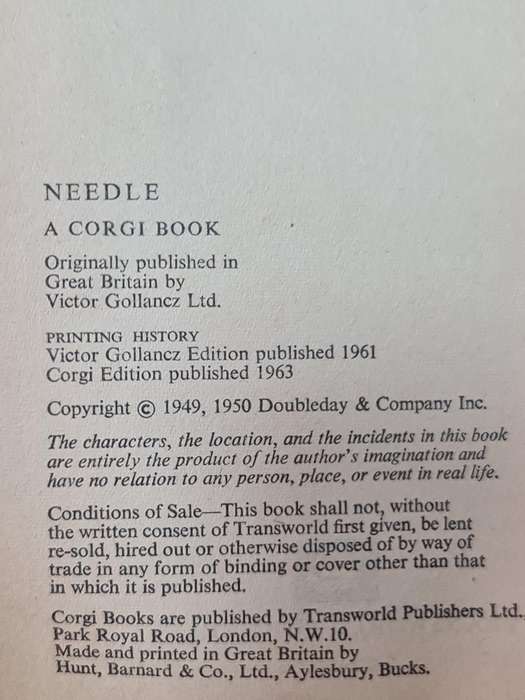 NEEDLE
A CORGI BOOK
Originally published in
Great Britain by
Victor Gollancz Ltd.
PRINTING HISTORY
Victor Gollancz Edition published 1961
Corgi Edition published 1963
Copyright © 1949, 1950 Doubleday & Company Inc.
The characters, the location, and the incidents in this book
are entirely the product of the author's imagination and
have no relation to any person, place, or event in real life.
Conditions of Sale—This book shall not, without
the written consent of Transworld first given, be lent
re-sold, hired out or otherwise disposed of by way of
trade in any form of binding or cover other than that
in which it is published.
Corgi Books are published by Transworld Publishers Ltd.,
Park Royal Road, London, N.W.10.
Made and printed in Great Britain by
Hunt, Barnard & Co., Ltd., Aylesbury, Bucks.